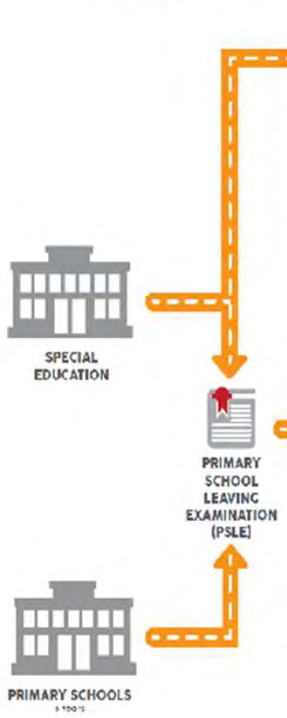 SPECIAL
EDUCATION
PRIMARY
SCHOOL
LEAVING
EXAMINATION
(PSLE)
PRIMARY SCHOOLS